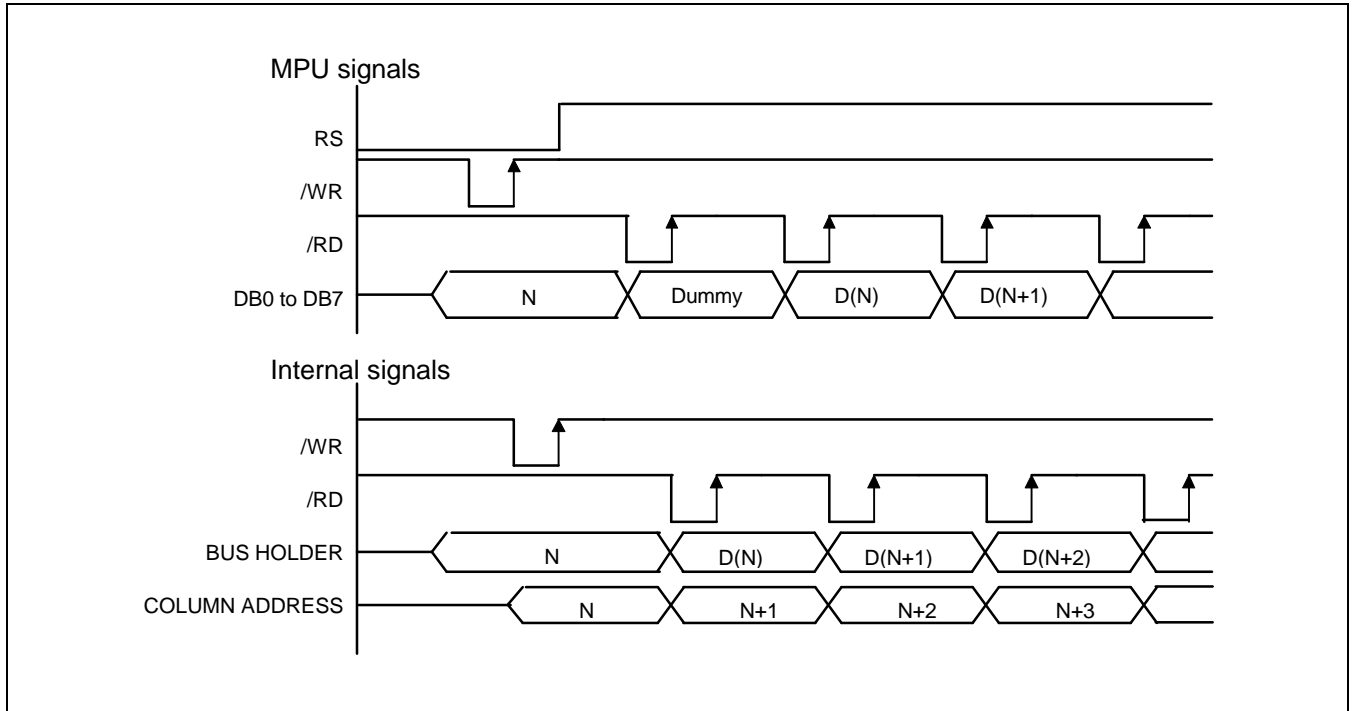 MPU signals
RS
/WR
/RD
DB0 to DB7 N Dummy D(N) D(N+1)
Internal signals
/WR
/RD
BUS HOLDER N D(N) D(N+1) D(N+2)
COLUMN ADDRESS N N+1 N+2 N+3